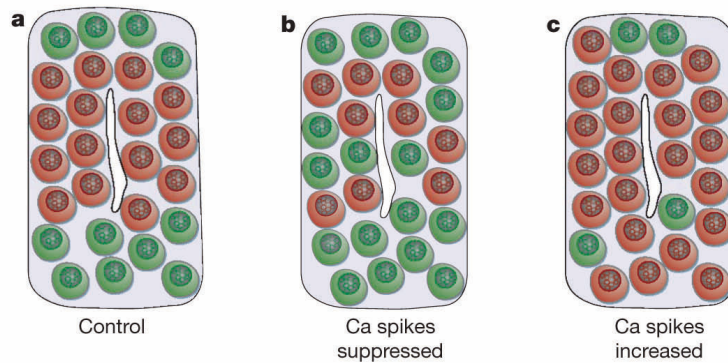 a
b
c
Control
Ca spikes
suppressed
Ca spikes
increased